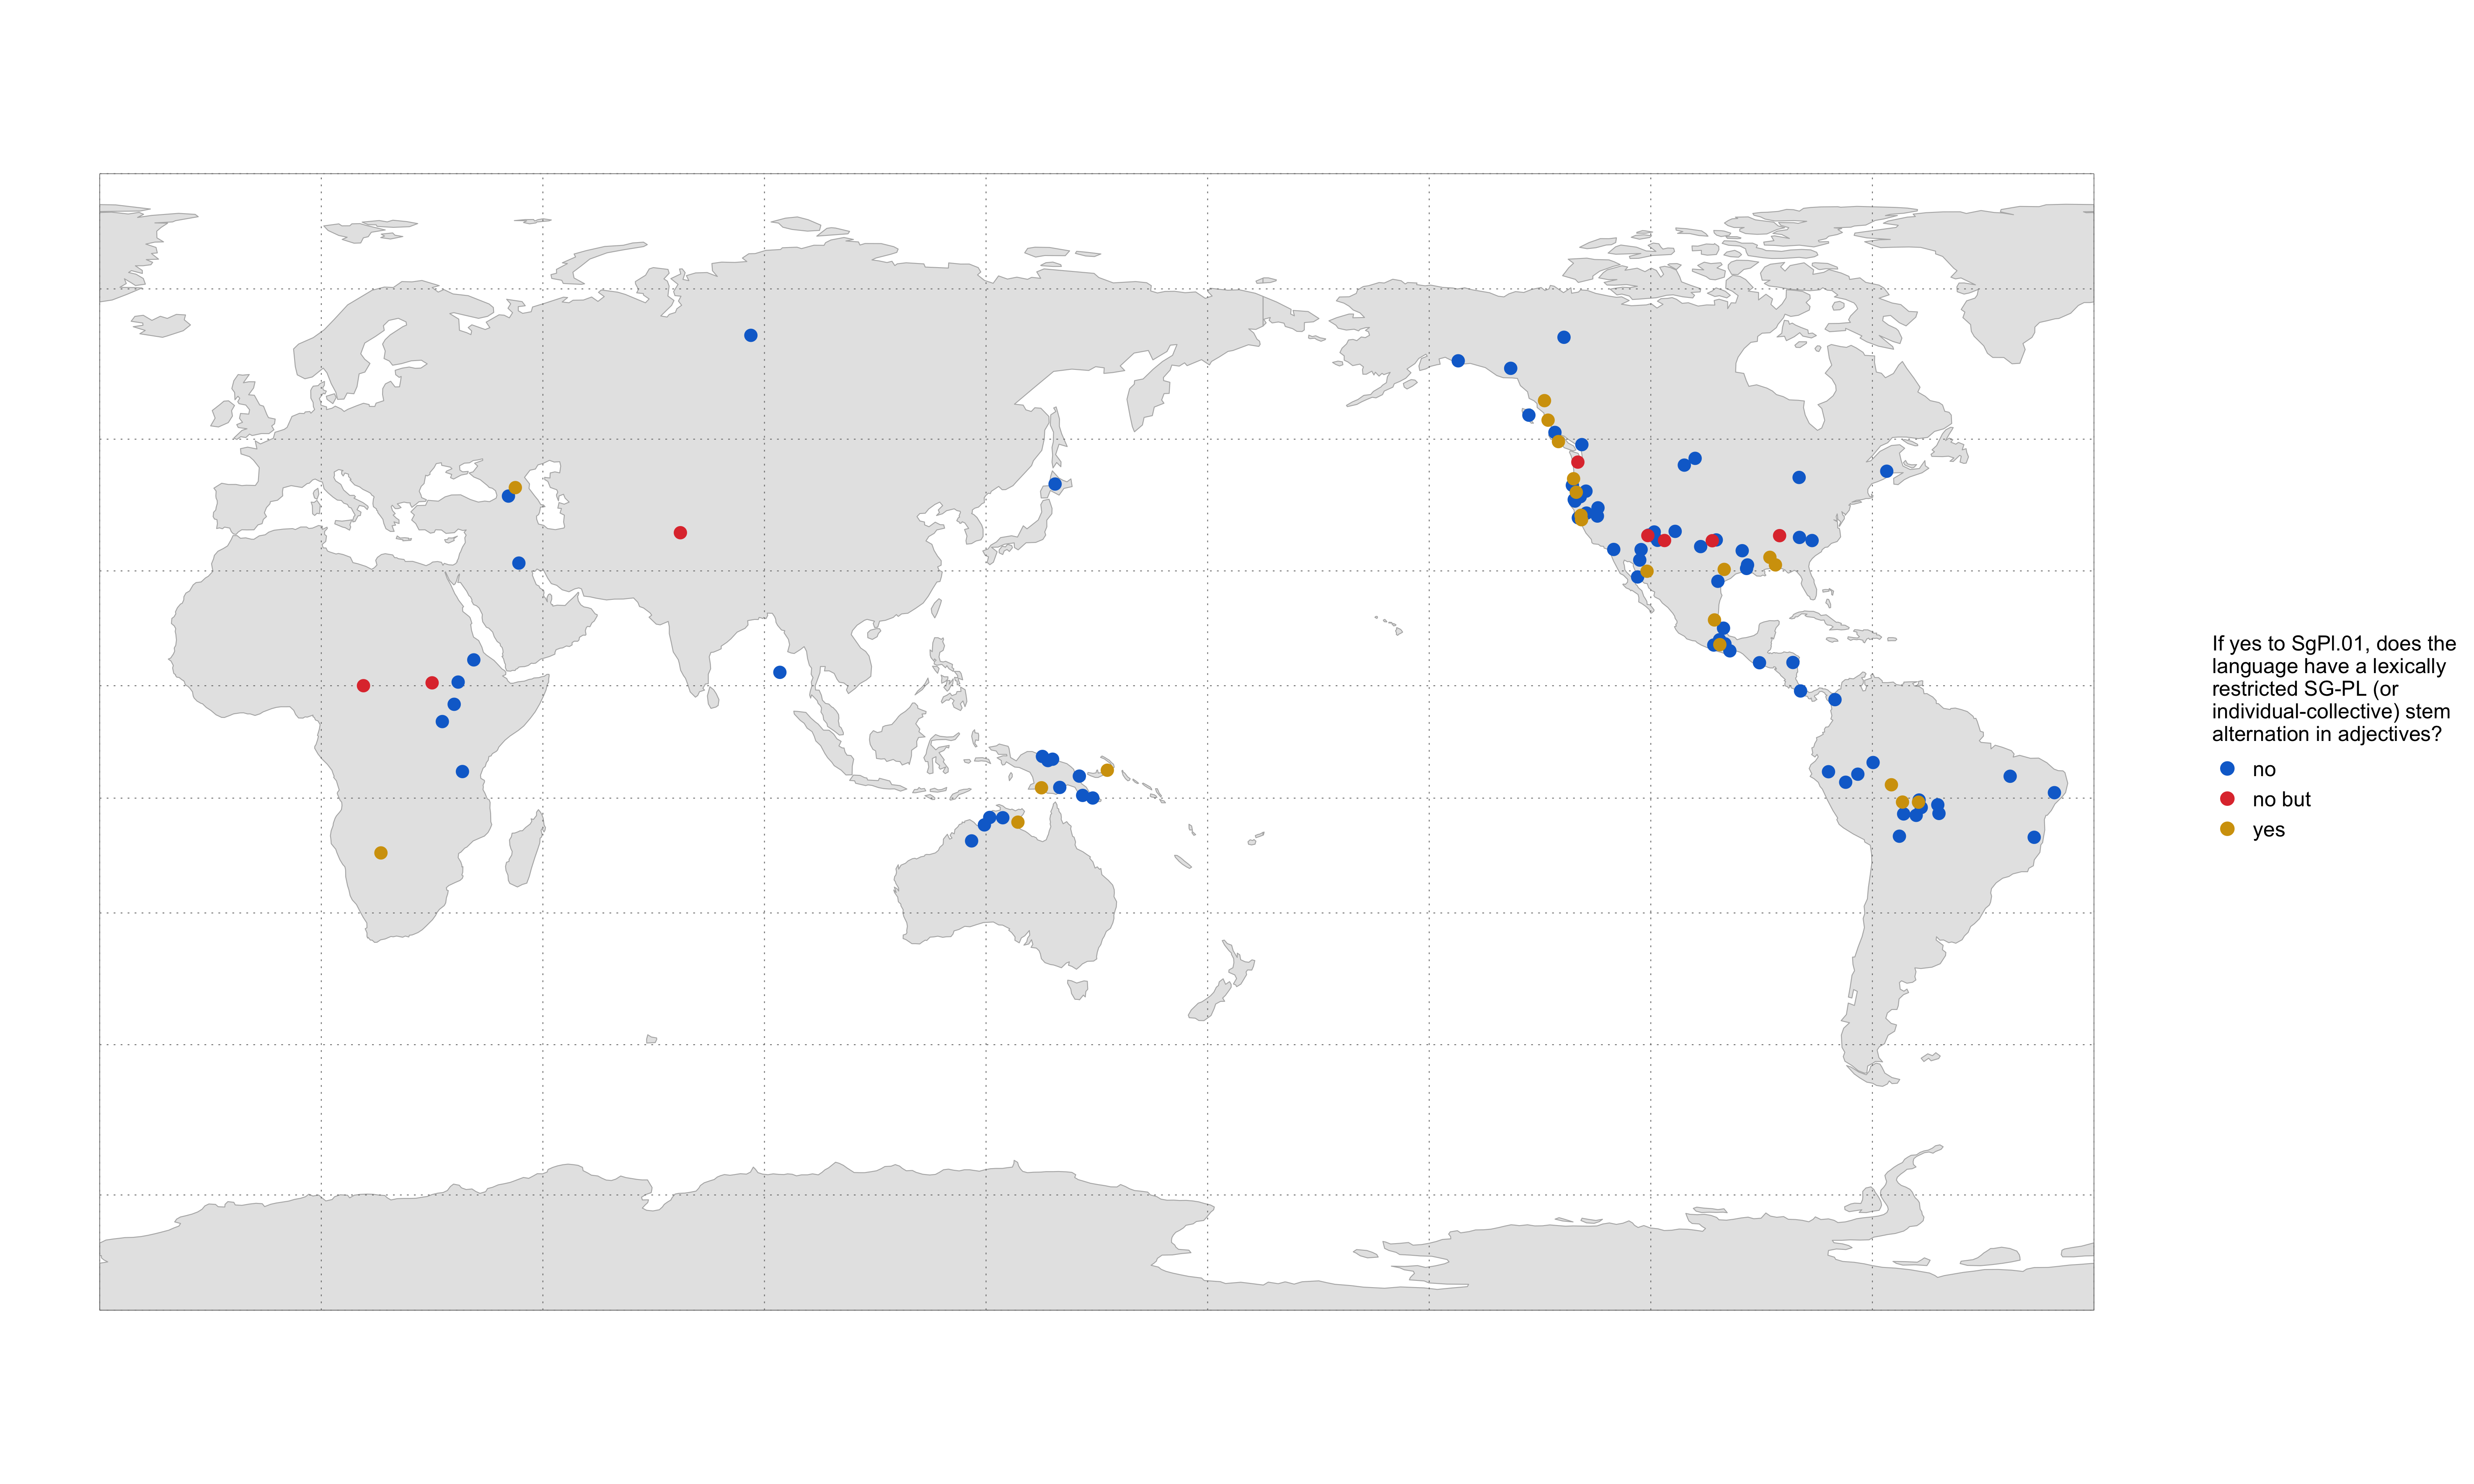 If yes to SgPl.01, does the
language have a lexically
restricted SG-PL (or
individual-collective) stem
alternation in adjectives?
no
no but
yes